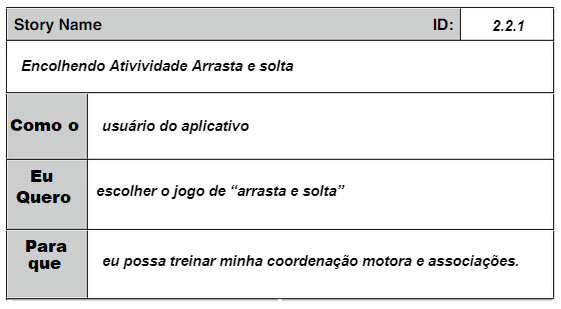 Story Name ID: 2.2.1
Encolhendo Ativividade Arrasta e solta
Como o usuário do aplicativo
Eu
Quero
escolher o jogo de “arrasta e solta”
Para
que
eu possa treinar minha coordenação motora e associações.